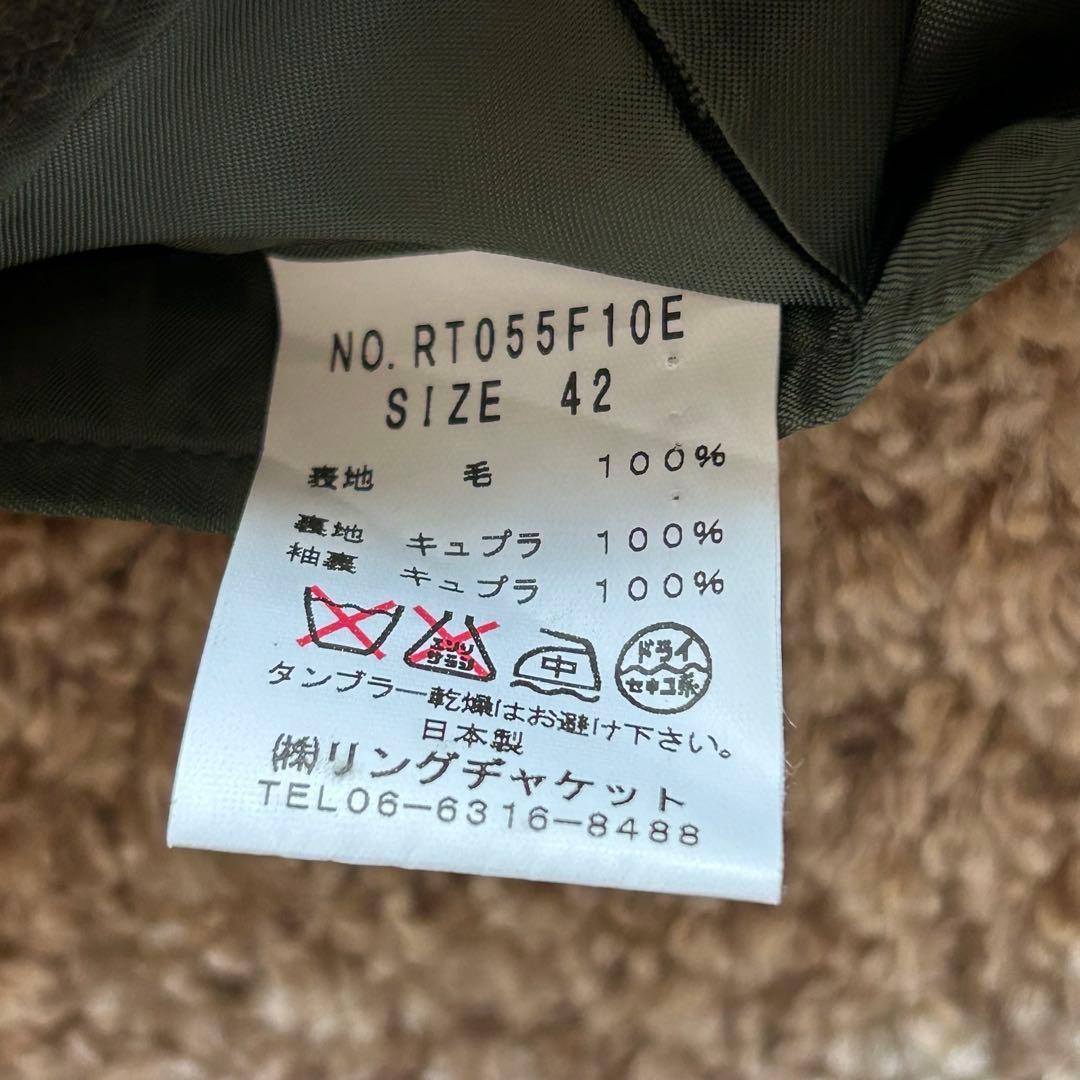 NO. RT055F10E
SIZE 42
表地 毛 100%
裏地 キュプラ 100%
袖裏 キュプラ 100%
エンソ サラシ 中 ドライ セキユ系
タンブラー乾燥はお避け下さい。
日本製
㈱リングヂャケット
TEL06-6316-8488